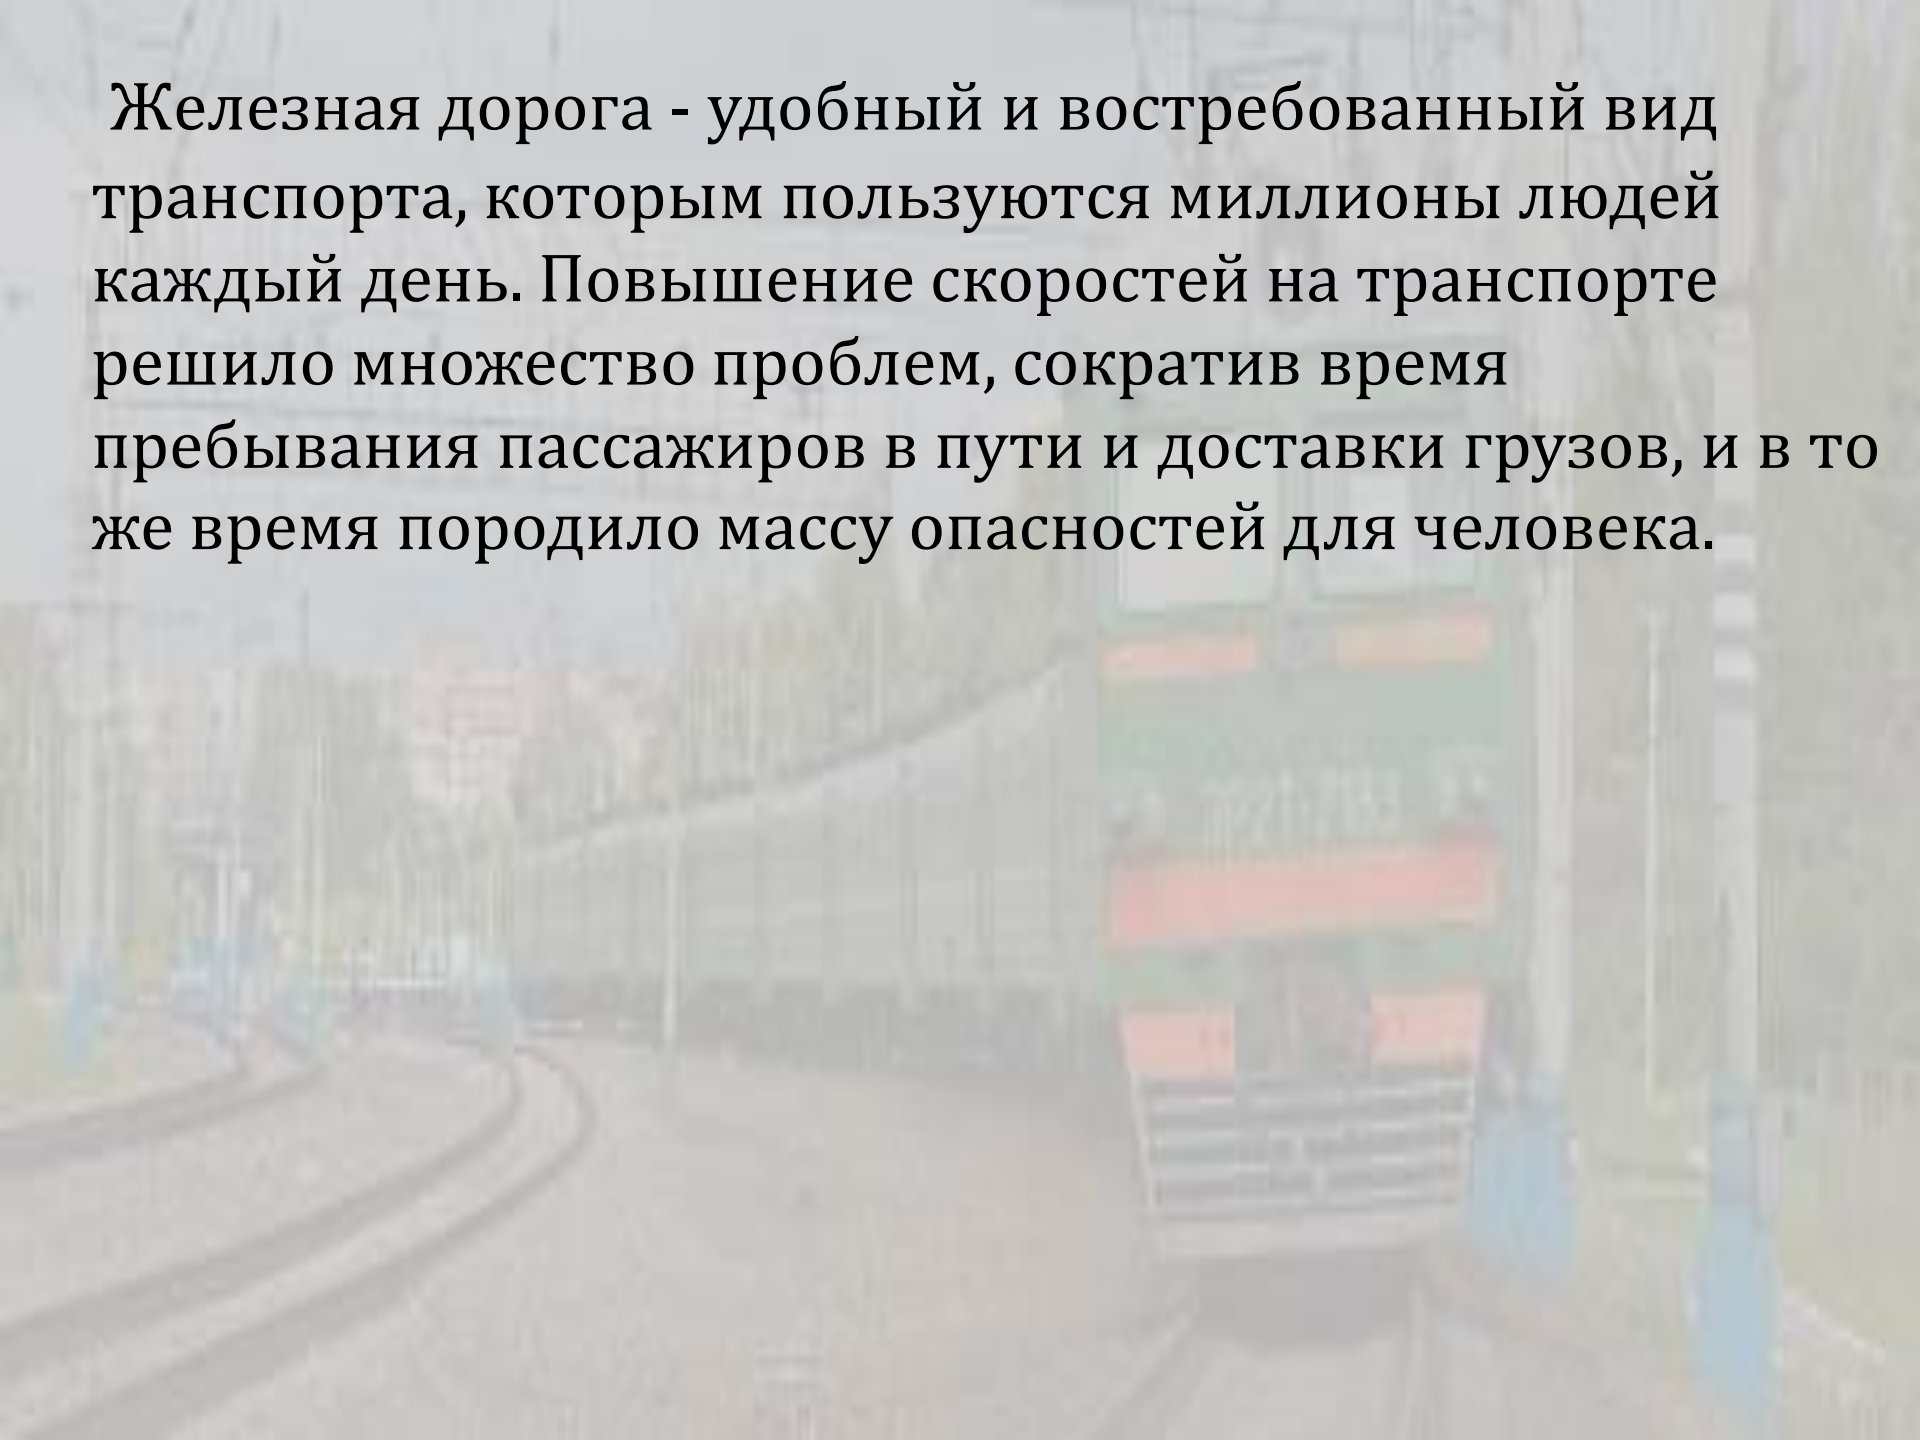 Железная дорога - удобный и востребованный вид
транспорта, которым пользуются миллионы людей
каждый день. Повышение скоростей на транспорте
решило множество проблем, сократив время
пребывания пассажиров в пути и доставки грузов, и в то
же время породило массу опасностей для человека.